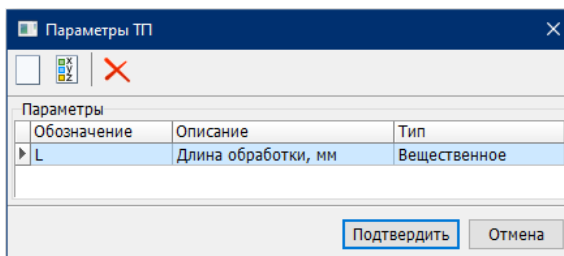 Параметры ТП
X
y
z
Параметры
Обозначение Описание Тип
L Длина обработки, мм Вещественное
Подтвердить Отмена